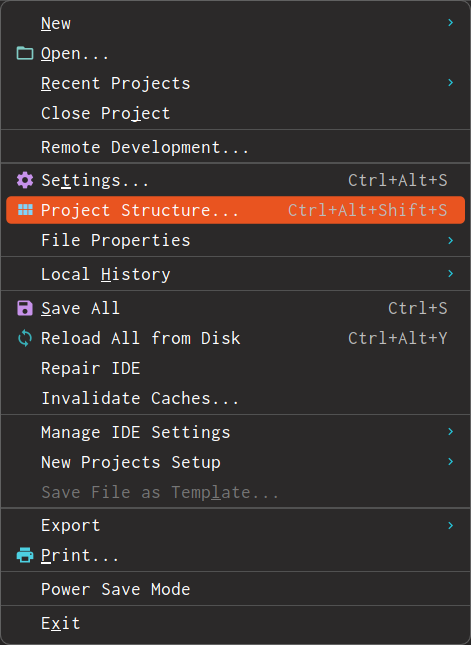 New
Open...
Recent Projects
Close Project
Remote Development...
Settings... Ctrl+Alt+S
Project Structure... Ctrl+Alt+Shift+S
File Properties
Local History
Save All Ctrl+S
Reload All from Disk Ctrl+Alt+Y
Repair IDE
Invalidate Caches...
Manage IDE Settings
New Projects Setup
Save File as Template...
Export
Print...
Power Save Mode
Exit